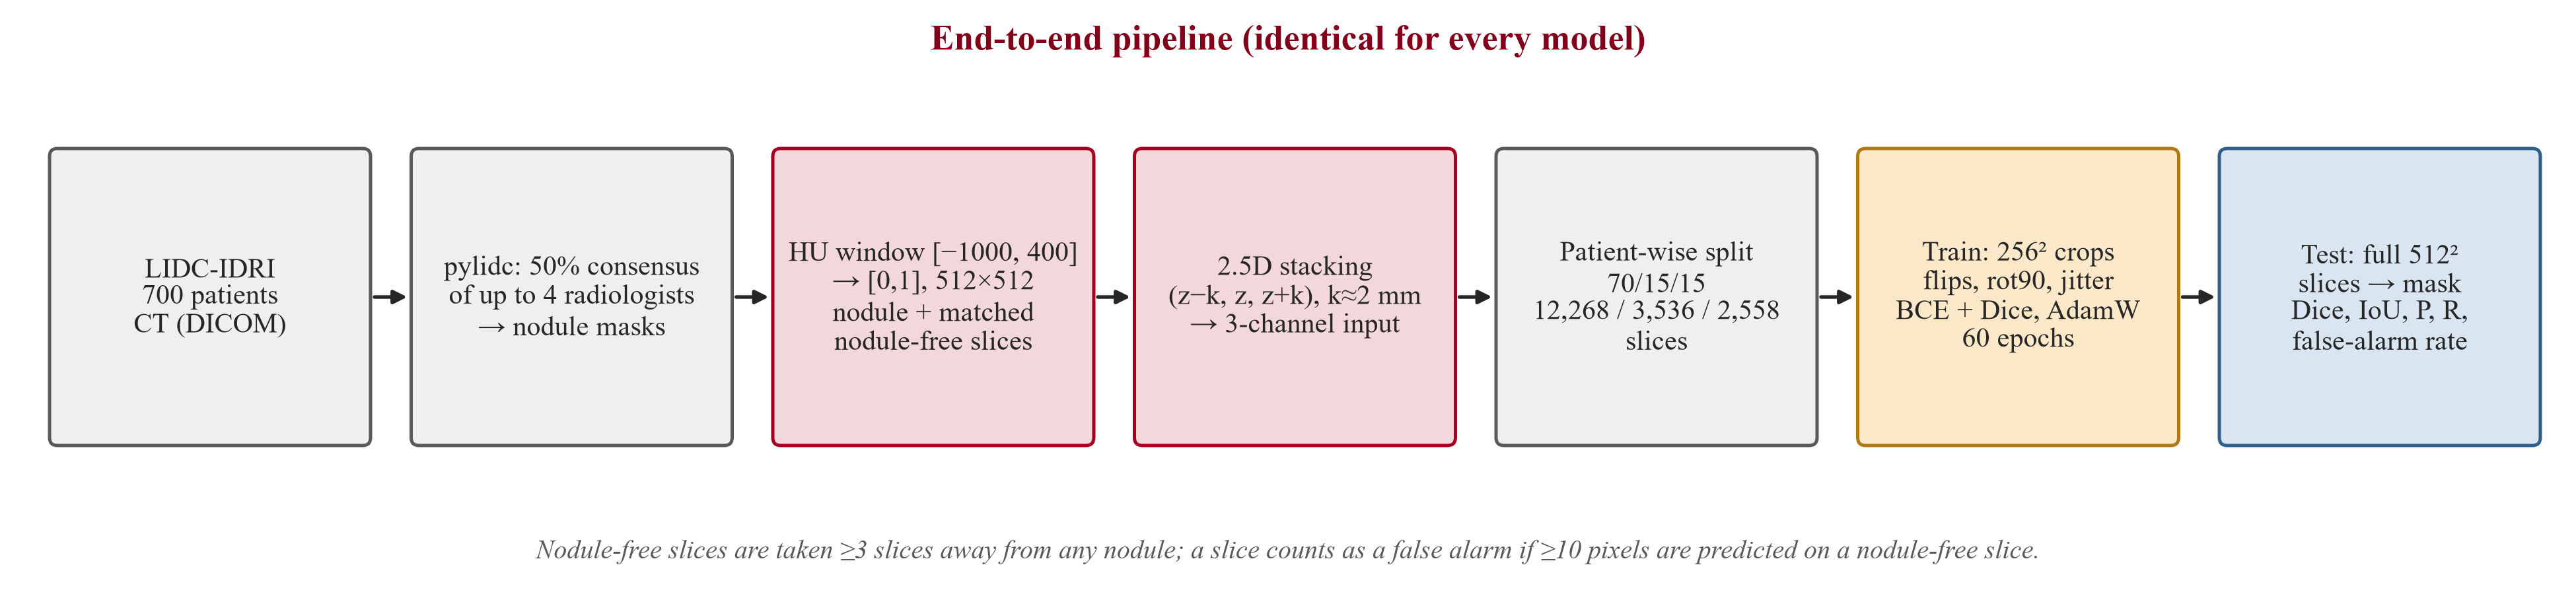 End-to-end pipeline (identical for every model)
LIDC-IDRI
700 patients
CT (DICOM)
pylidc: 50% consensus
of up to 4 radiologists
→ nodule masks
HU window [−1000, 400]
→ [0,1], 512×512
nodule + matched
nodule-free slices
2.5D stacking
(z−k, z, z+k), k≈2 mm
→ 3-channel input
Patient-wise split
70/15/15
12,268 / 3,536 / 2,558
slices
Train: 256² crops
flips, rot90, jitter
BCE + Dice, AdamW
60 epochs
Test: full 512²
slices → mask
Dice, IoU, P, R,
false-alarm rate
Nodule-free slices are taken ≥3 slices away from any nodule; a slice counts as a false alarm if ≥10 pixels are predicted on a nodule-free slice.